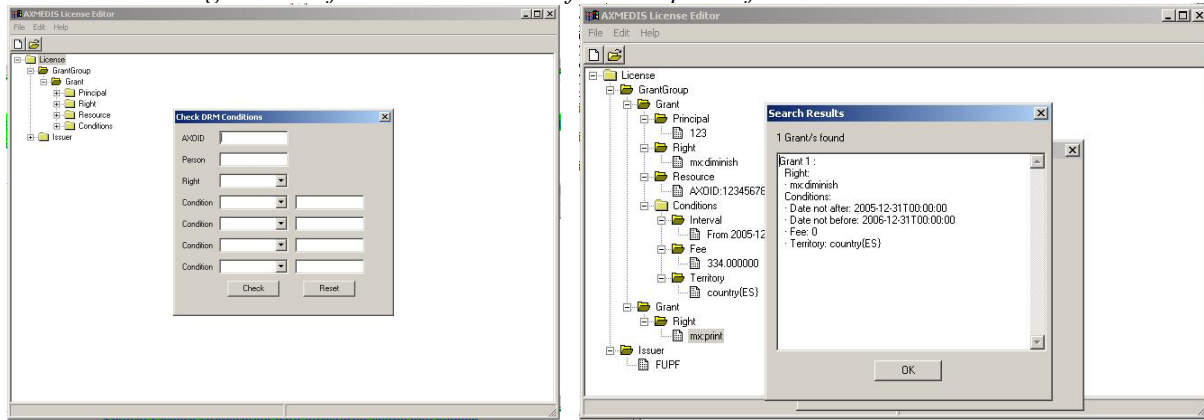 AXMEDIS License Editor
File Edit Help
License
GrantGroup
Grant
Principal
Right
Resource
Conditions
Issuer
Check DRM Conditions
AXOID
Person
Right
Condition
Condition
Condition
Condition
Check Reset
AXMEDIS License Editor
File Edit Help
License
GrantGroup
Grant
Principal
123
Right
mx:diminish
Resource
AXOID:12345678
Conditions
Interval
From 2005-12
Fee
334.000000
Territory
country{ES}
Grant
Right
mx:print
Issuer
FUPF
Search Results
1 Grant/s found
Grant 1 :
Right:
· mx:diminish
Conditions:
· Date not after: 2005-12-31T00:00:00
· Date not before: 2006-12-31T00:00:00
· Fee: 0
· Territory: country{ES}
OK